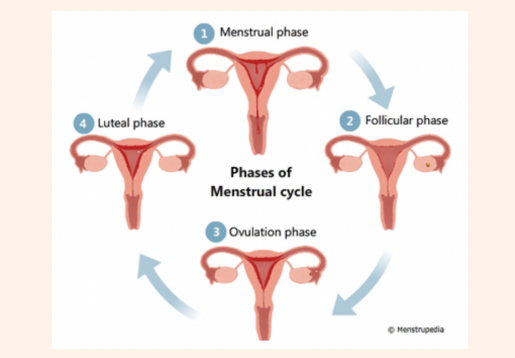 1 Menstrual phase
2 Follicular phase
4 Luteal phase
Phases of
Menstrual cycle
3 Ovulation phase
© Menstrupedia